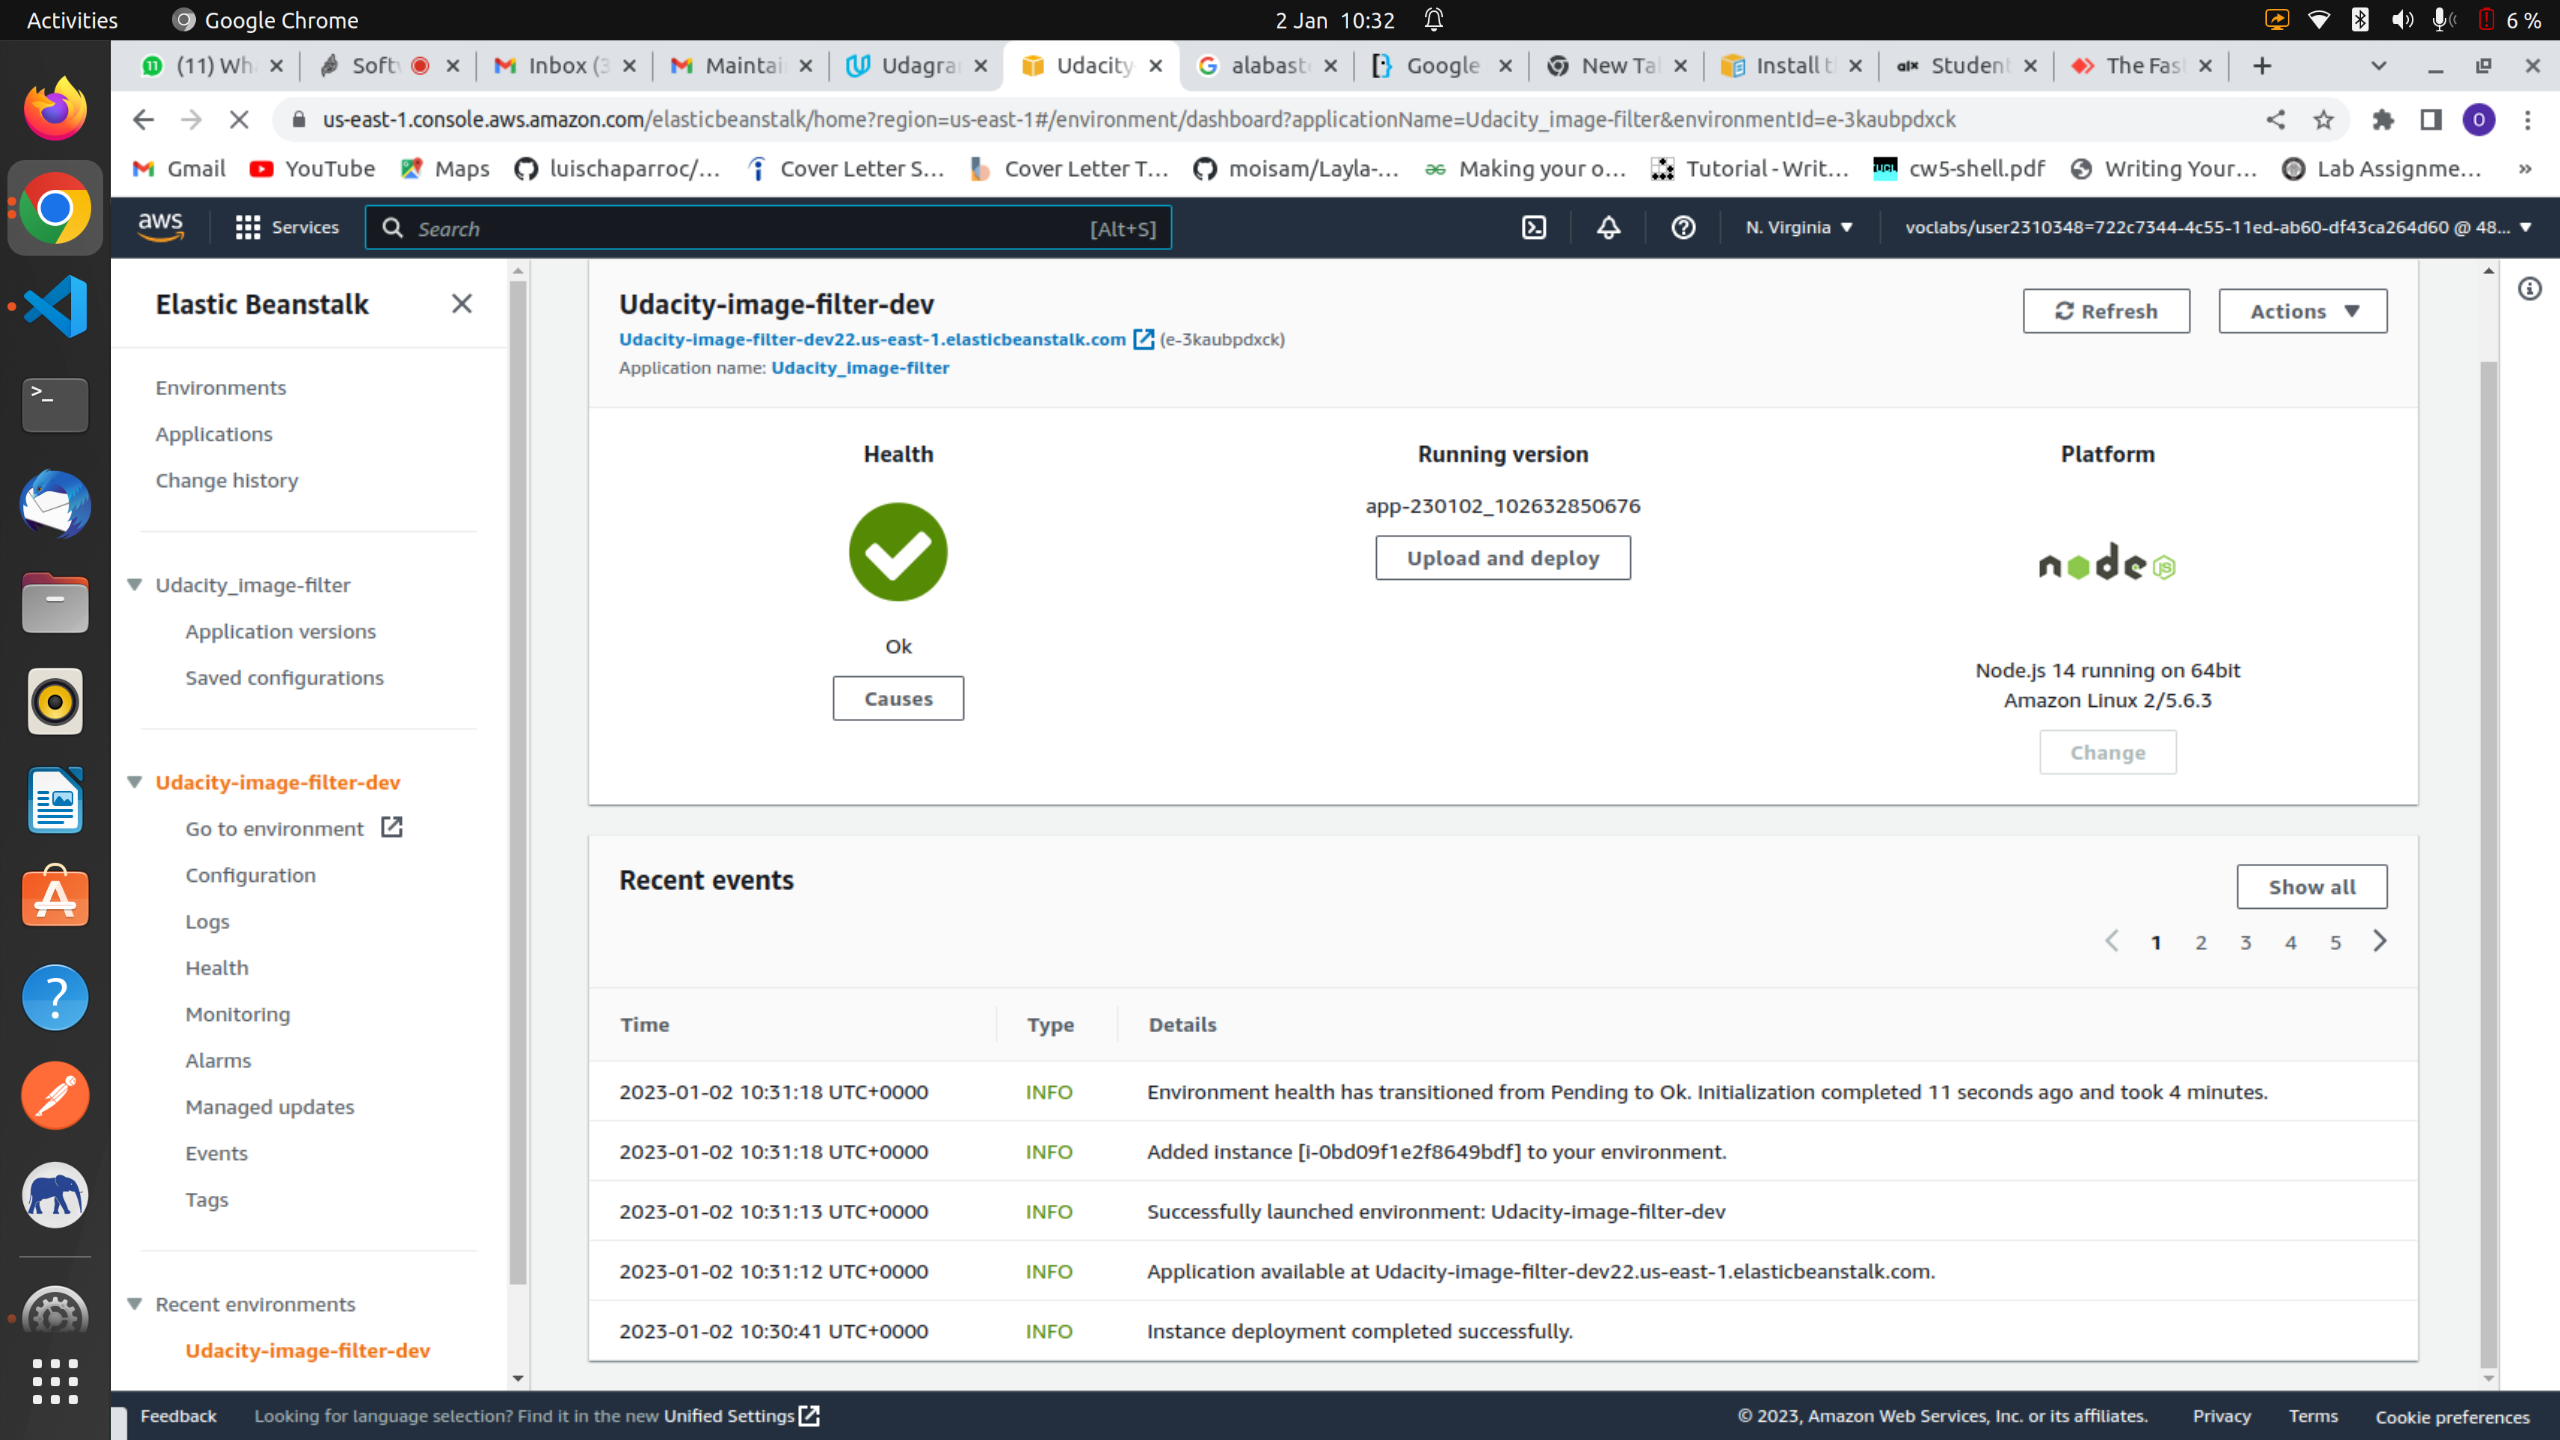 Activities Google Chrome 2 Jan 10:32 6 %
(11) Wh Soft Inbox (3 Maintai Udagra Udacity- alabast Google New Ta Install t Student The Fas
us-east-1.console.aws.amazon.com/elasticbeanstalk/home?region=us-east-1#/environment/dashboard?applicationName=Udacity_image-filter&environmentId=e-3kaubpdxck O
Gmail YouTube Maps luischaparroc/... Cover Letter S... Cover Letter T... moisam/Layla-... Making your o... Tutorial - Writ... cw5-shell.pdf Writing Your... Lab Assignme... »
aws Services Search [Alt+S] N. Virginia voclabs/user2310348=722c7344-4c55-11ed-ab60-df43ca264d60 @ 48...
Elastic Beanstalk
Environments
Applications
Change history
Udacity_image-filter
Application versions
Saved configurations
Udacity-image-filter-dev
Go to environment
Configuration
Logs
Health
Monitoring
Alarms
Managed updates
Events
Tags
Recent environments
Udacity-image-filter-dev
Udacity-image-filter-dev
Udacity-image-filter-dev22.us-east-1.elasticbeanstalk.com (e-3kaubpdxck)
Application name: Udacity_image-filter
Refresh Actions
Health
Ok
Causes
Running version
app-230102_102632850676
Upload and deploy
Platform
node JS
Node.js 14 running on 64bit
Amazon Linux 2/5.6.3
Change
Recent events
Show all
1 2 3 4 5
Time Type Details
2023-01-02 10:31:18 UTC+0000 INFO Environment health has transitioned from Pending to Ok. Initialization completed 11 seconds ago and took 4 minutes.
2023-01-02 10:31:18 UTC+0000 INFO Added instance [i-0bd09f1e2f8649bdf] to your environment.
2023-01-02 10:31:13 UTC+0000 INFO Successfully launched environment: Udacity-image-filter-dev
2023-01-02 10:31:12 UTC+0000 INFO Application available at Udacity-image-filter-dev22.us-east-1.elasticbeanstalk.com.
2023-01-02 10:30:41 UTC+0000 INFO Instance deployment completed successfully.
Feedback Looking for language selection? Find it in the new Unified Settings © 2023, Amazon Web Services, Inc. or its affiliates. Privacy Terms Cookie preferences